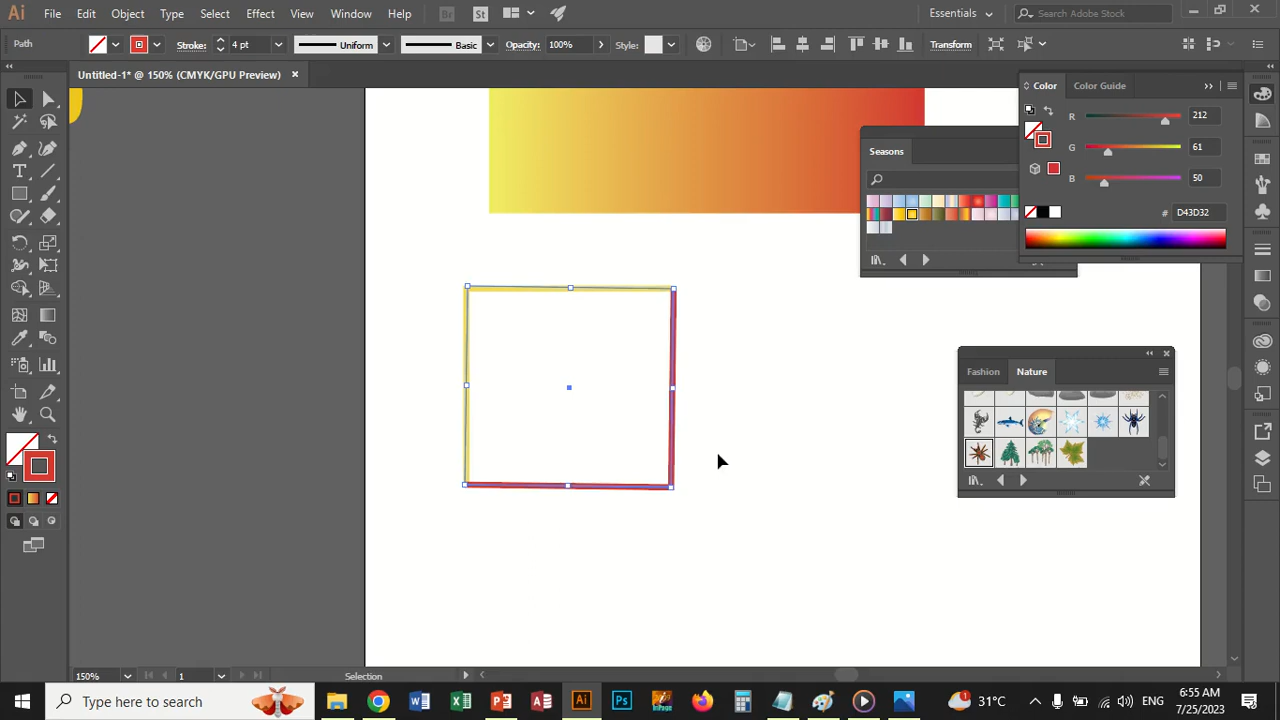 Ai File Edit Object Type Select Effect View Window Help Br St Essentials Search Adobe Stock
Path Stroke: 4 pt Uniform Basic Opacity: 100% Style: Transform
Untitled-1* @ 150% (CMYK/GPU Preview)
Color Color Guide
R 212
G 61
B 50
# D43D32
Seasons
Fashion Nature
150% 1 Selection
Type here to search
31°C ENG
6:55 AM
7/25/2023